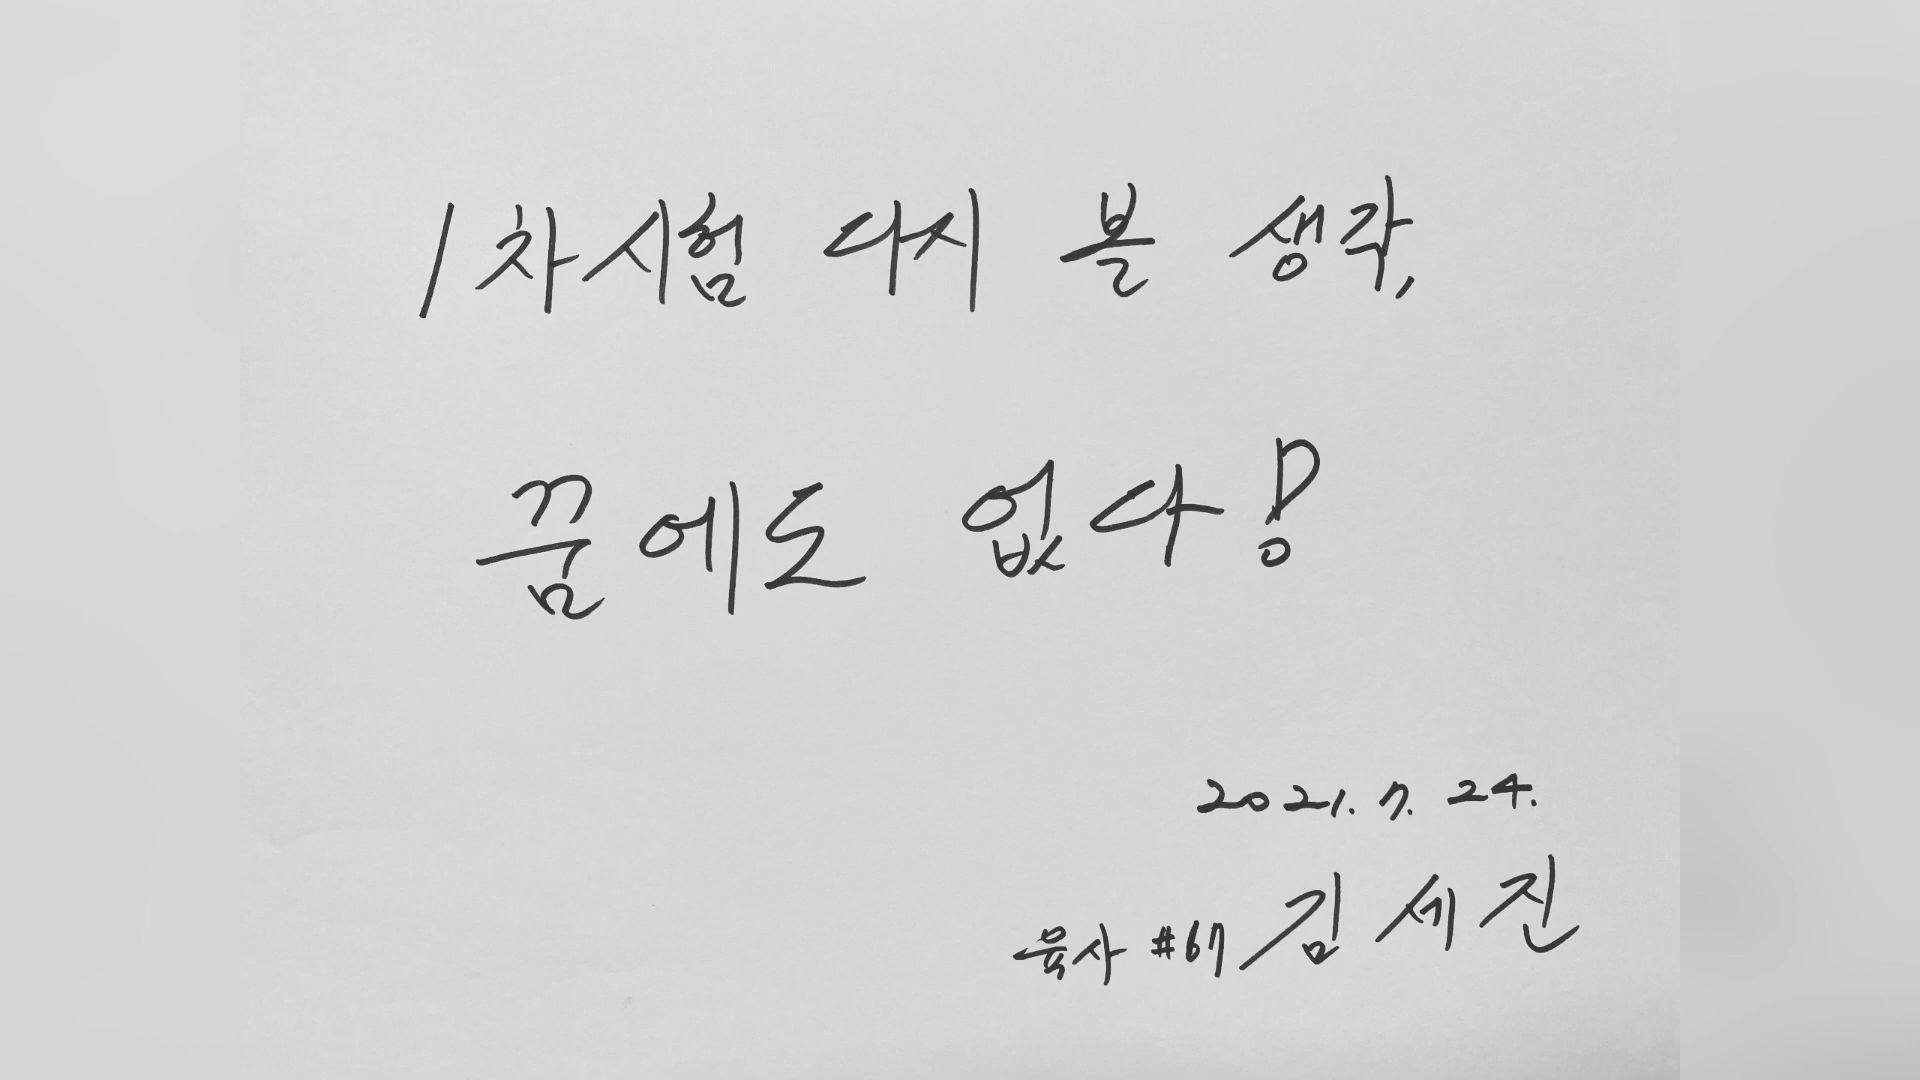 1차시험 다시 볼 생각,
꿈에도 없다!
2021. 7. 24.
육사 #67 김세진